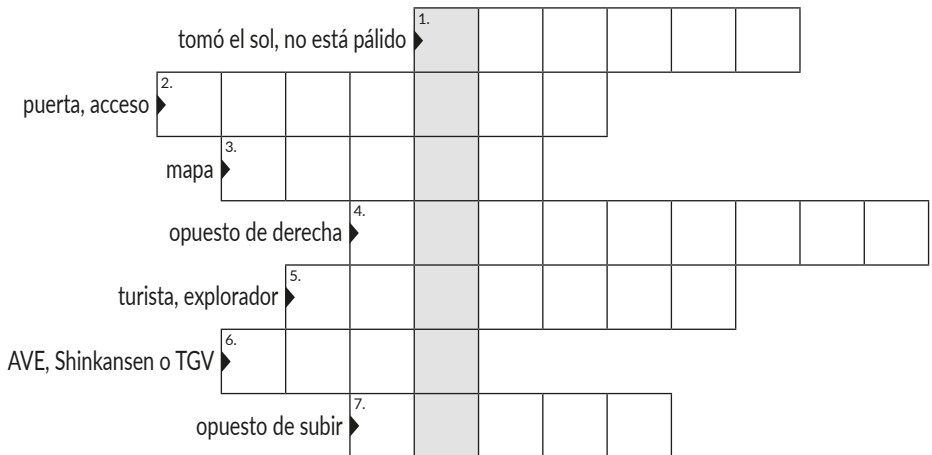 tomó el sol, no está pálido 1.
puerta, acceso 2.
mapa 3.
opuesto de derecha 4.
turista, explorador 5.
AVE, Shinkansen o TGV 6.
opuesto de subir 7.